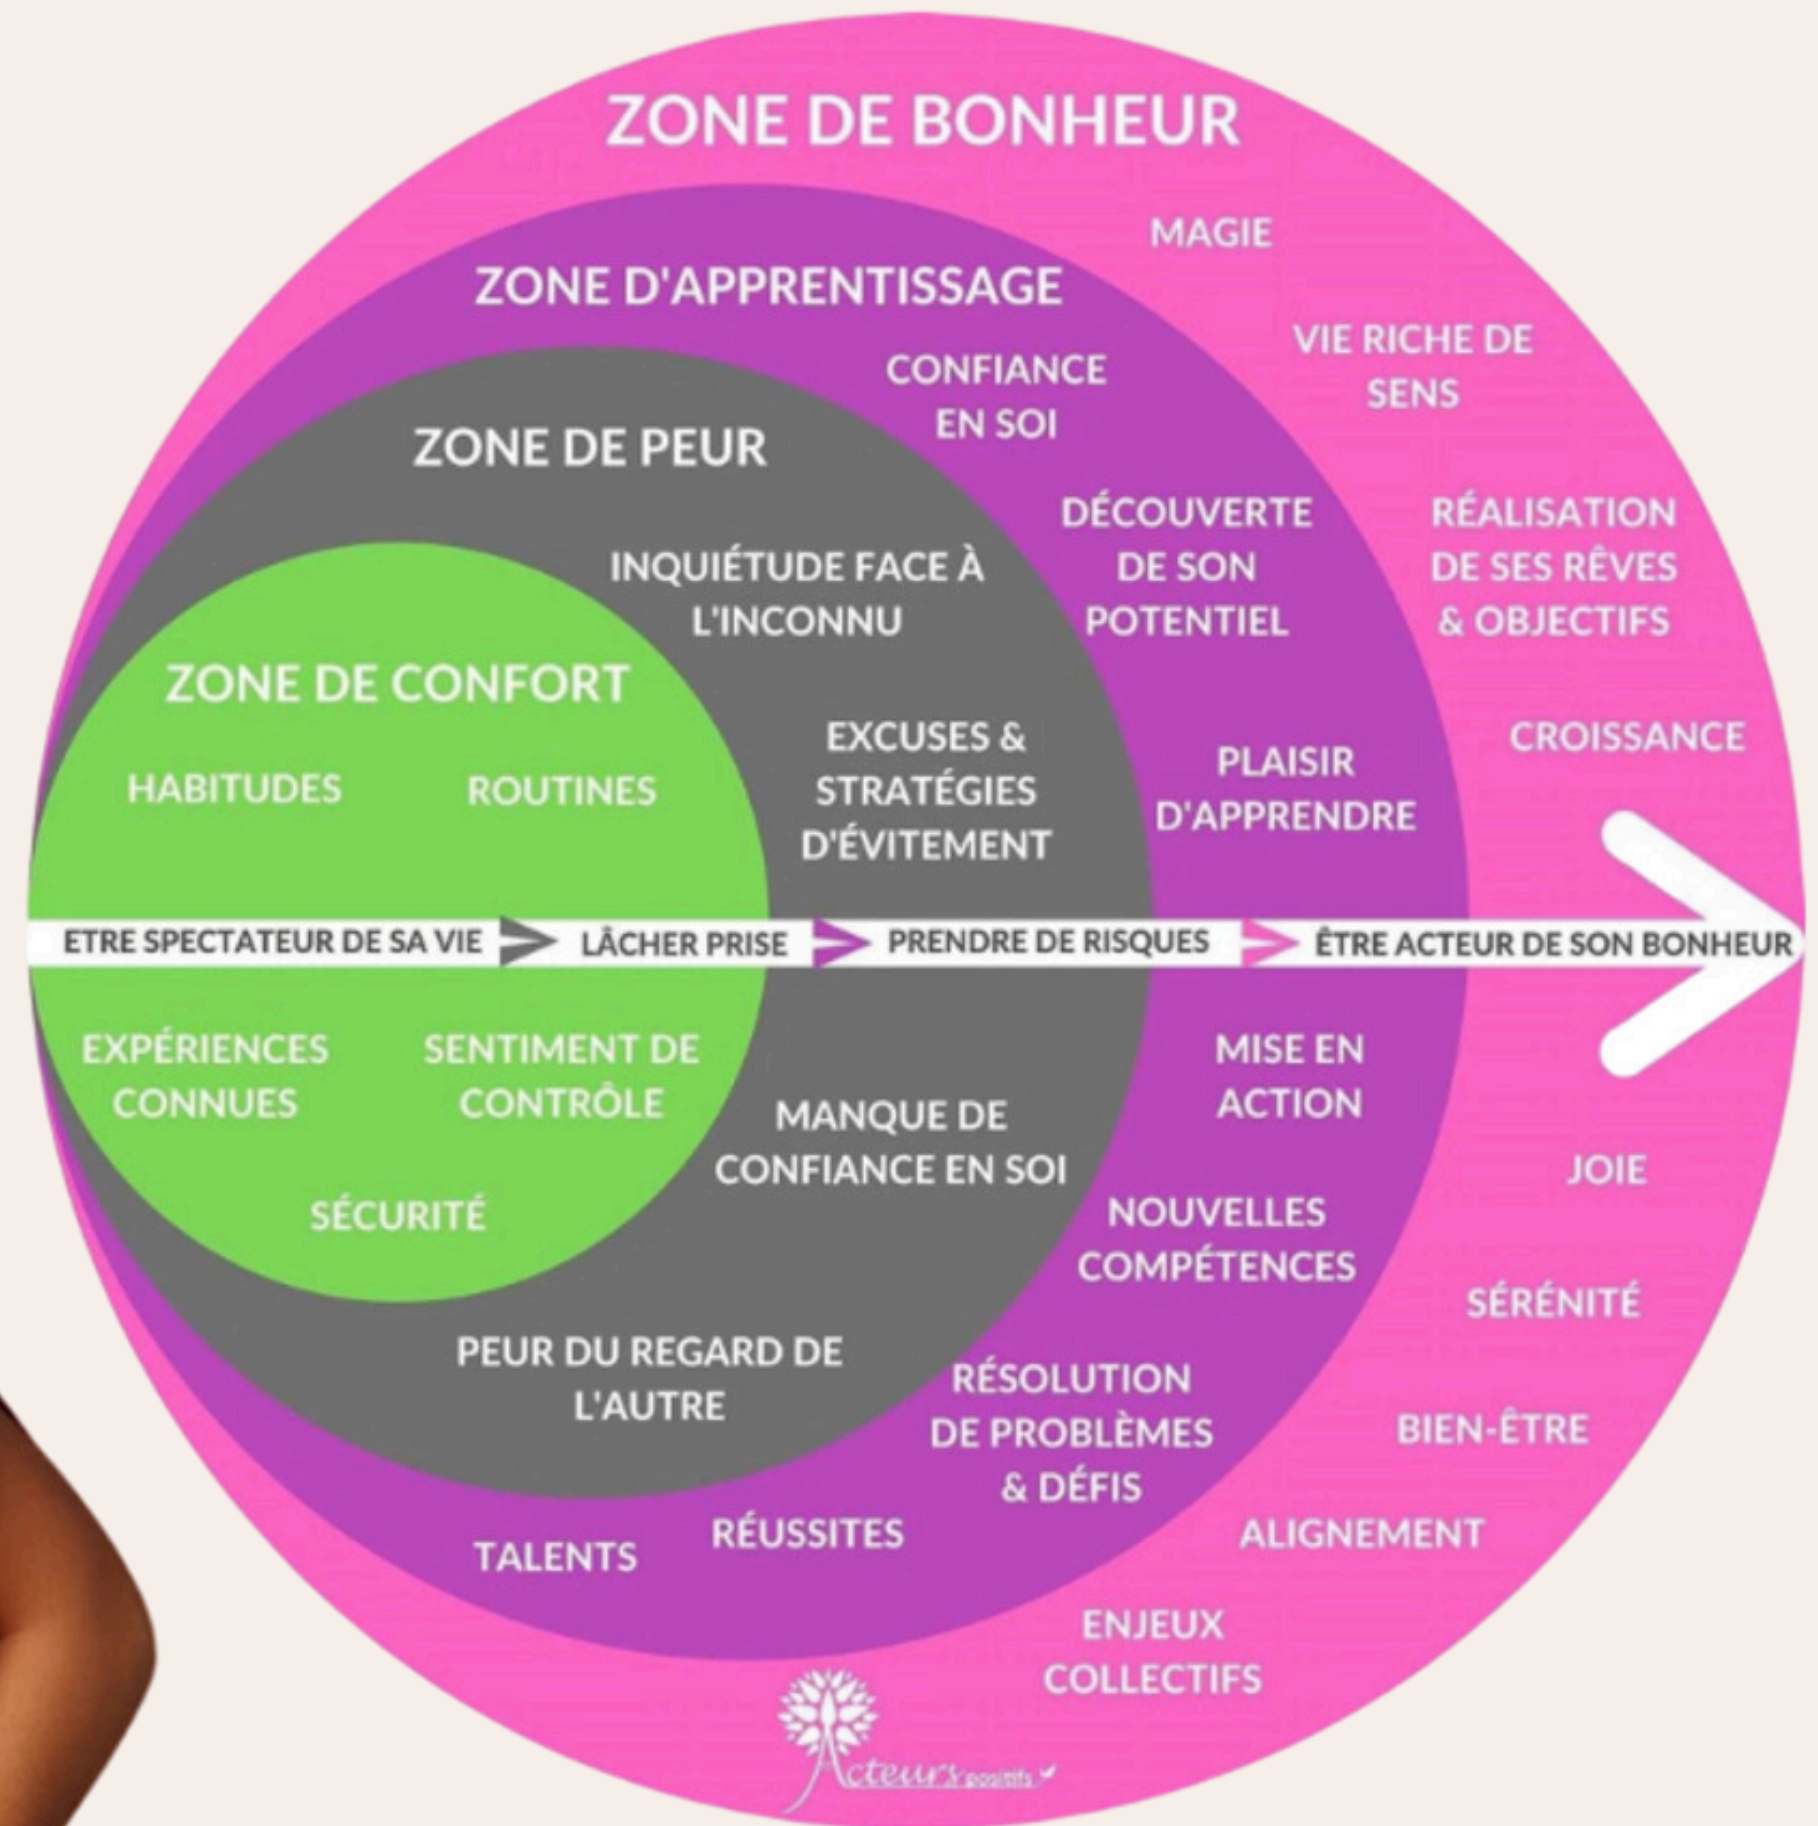 ZONE DE BONHEUR
MAGIE
VIE RICHE DE
SENS
RÉALISATION
DE SES RÊVES
& OBJECTIFS
CROISSANCE
ZONE D'APPRENTISSAGE
CONFIANCE
EN SOI
DÉCOUVERTE
DE SON
POTENTIEL
PLAISIR
D'APPRENDRE
ZONE DE PEUR
INQUIÉTUDE FACE À
L'INCONNU
EXCUSES &
STRATÉGIES
D'ÉVITEMENT
ZONE DE CONFORT
HABITUDES
ROUTINES
ETRE SPECTATEUR DE SA VIE
LÂCHER PRISE
PRENDRE DE RISQUES
ÊTRE ACTEUR DE SON BONHEUR
EXPÉRIENCES
CONNUES
SENTIMENT DE
CONTRÔLE
SÉCURITÉ
MANQUE DE
CONFIANCE EN SOI
PEUR DU REGARD DE
L'AUTRE
MISE EN
ACTION
NOUVELLES
COMPÉTENCES
RÉSOLUTION
DE PROBLÈMES
& DÉFIS
RÉUSSITES
TALENTS
JOIE
SÉRÉNITÉ
BIEN-ÊTRE
ALIGNEMENT
ENJEUX
COLLECTIFS
Acteurs positifs